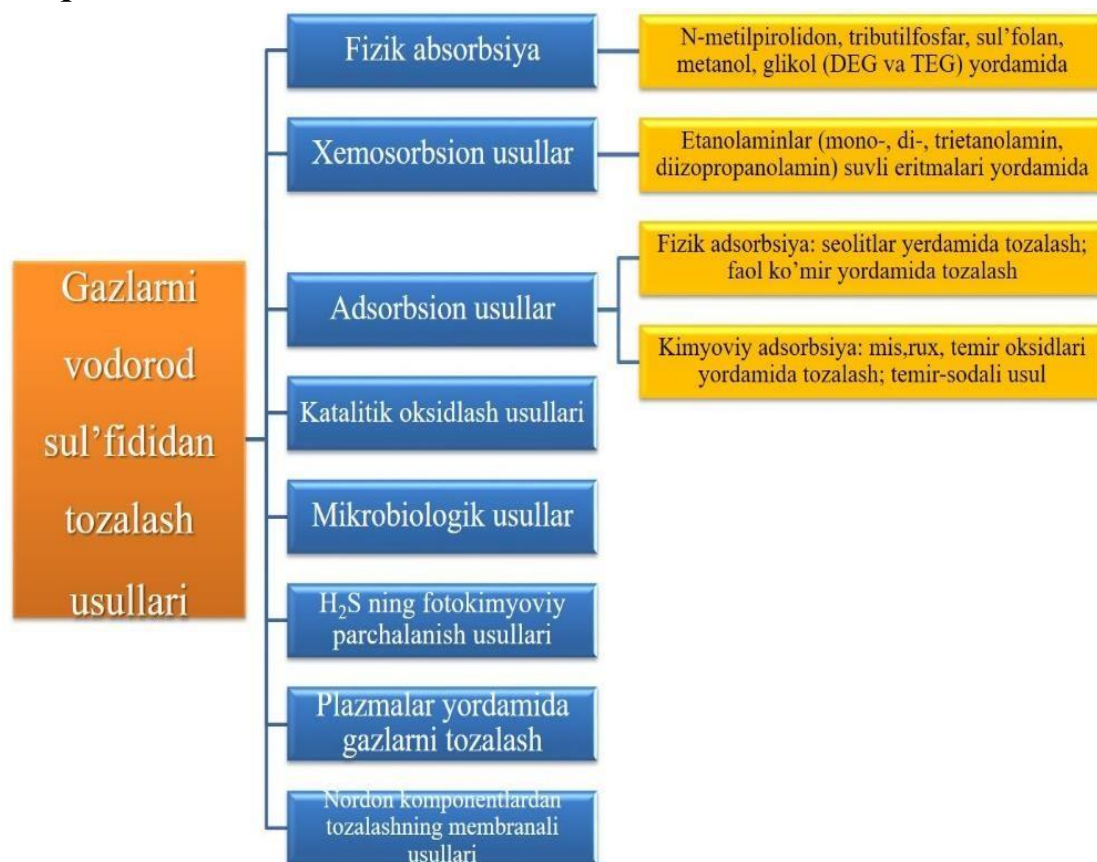 Gazlarni
vodorod
sul’fididan
tozalash
usullari
Fizik absorbsiya
N-metilpirolidon, tributilfosfar, sul’folan,
metanol, glikol (DEG va TEG) yordamida
Xemosorbsion usullar
Etanolaminlar (mono-, di-, trietanolamin,
diizopropanolamin) suvli eritmalari yordamida
Adsorbsion usullar
Fizik adsorbsiya: seolitlar yerdamida tozalash;
faol ko’mir yordamida tozalash
Kimyoviy adsorbsiya: mis,rux, temir oksidlari
yordamida tozalash; temir-sodali usul
Katalitik oksidlash usullari
Mikrobiologik usullar
H₂S ning fotokimyoviy
parchalanish usullari
Plazmalar yordamida
gazlarni tozalash
Nordon komponentlardan
tozalashning membranali
usullari